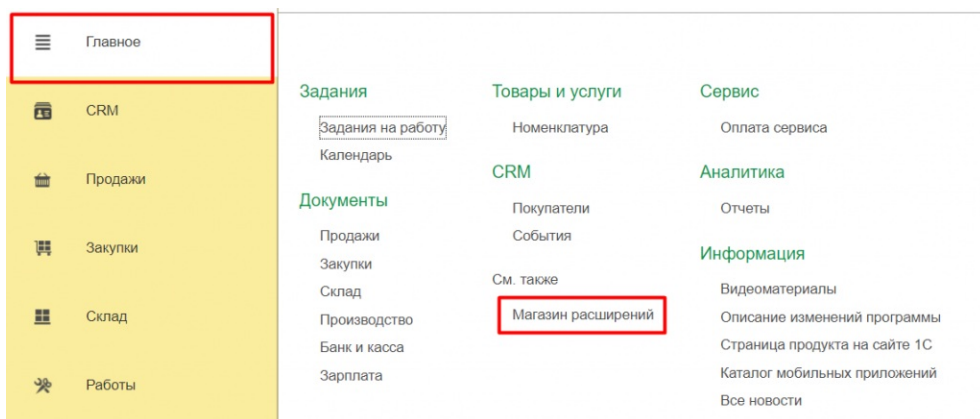 Главное
CRM
Продажи
Закупки
Склад
Работы
Задания
Задания на работу
Календарь
Документы
Продажи
Закупки
Склад
Производство
Банк и касса
Зарплата
Товары и услуги
Номенклатура
CRM
Покупатели
События
См. также
Магазин расширений
Сервис
Оплата сервиса
Аналитика
Отчеты
Информация
Видеоматериалы
Описание изменений программы
Страница продукта на сайте 1С
Каталог мобильных приложений
Все новости